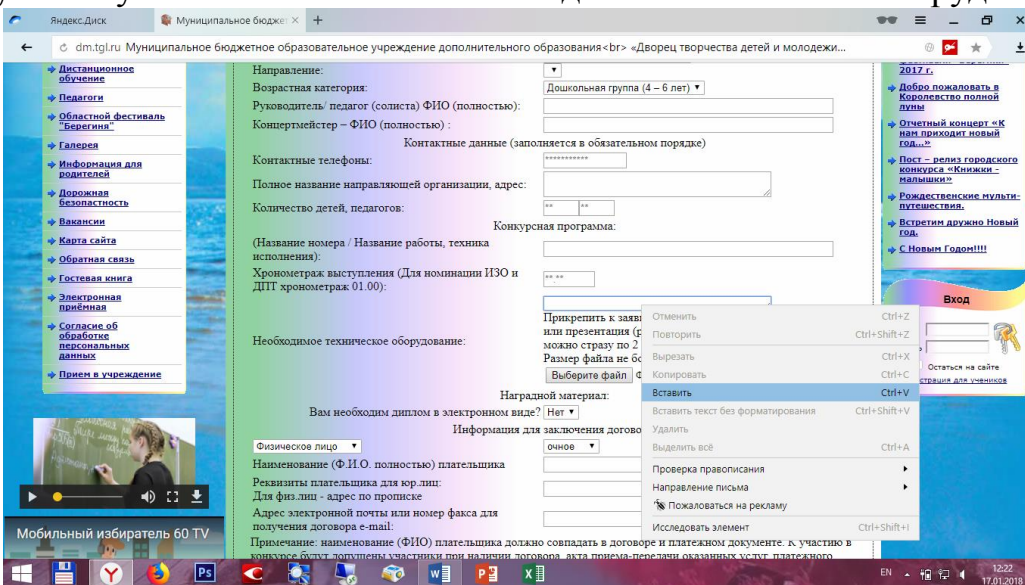 Яндекс.Диск
Муниципальное бюджет
dm.tgl.ru Муниципальное бюджетное образовательное учреждение дополнительного образования<br> «Дворец творчества детей и молодежи...
Дистанционное
обучение
Педагоги
Областной фестиваль
"Берегиня"
Галерея
Информация для
родителей
Дорожная
безопастность
Вакансии
Карта сайта
Обратная связь
Гостевая книга
Электронная
приёмная
Согласие об
обработке
персональных
данных
Прием в учреждение
Мобильный избиратель 60 TV
Направление:
Возрастная категория: Дошкольная группа (4 – 6 лет)
Руководитель/ педагог (солиста) ФИО (полностью):
Концертмейстер – ФИО (полностью) :
Контактные данные (заполняется в обязательном порядке)
Контактные телефоны: ***********
Полное название направляющей организации, адрес:
Количество детей, педагогов: ** **
Конкурсная программа:
(Название номера / Название работы, техника
исполнения):
Хронометраж выступления (Для номинации ИЗО и
ДПТ хронометраж 01.00): **.**
Прикрепить к
или презентация
Необходимое техническое оборудование: можно стразу по 2
Размер файла не
Выберите файл
Наградной материал:
Вам необходим диплом в электронном виде? Нет
Информация для заключения
Физическое лицо очное
Наименование (Ф.И.О. полностью) плательщика
Реквизиты плательщика для юр.лиц:
Для физ.лиц - адрес по прописке
Адрес электронной почты или номер факса для
получения договора e-mail:
Примечание: наименование (ФИО) плательщика должно совпадать в договоре и платежном документе. К участию в
конкурсе будут допущены участники при наличии договора, акта приема-передачи оказанных услуг, платежного
Отменить Ctrl+Z
Повторить Ctrl+Shift+Z
Вырезать Ctrl+X
Копировать Ctrl+C
Вставить Ctrl+V
Вставить текст без форматирования Ctrl+Shift+V
Удалить
Выделить всё Ctrl+A
Проверка правописания
Направление письма
Пожаловаться на рекламу
Исследовать элемент Ctrl+Shift+I
2017 г.
Добро пожаловать в
Королевство полной
луны
Отчетный концерт «К
нам приходит новый
год...»
Пост – релиз городского
конкурса «Книжки -
малышки»
Рождественские мульти-
путешествия.
Встретим дружно Новый
год.
С Новым Годом!!!!
Вход
Остаться на сайте
страция для учеников
EN
12:22